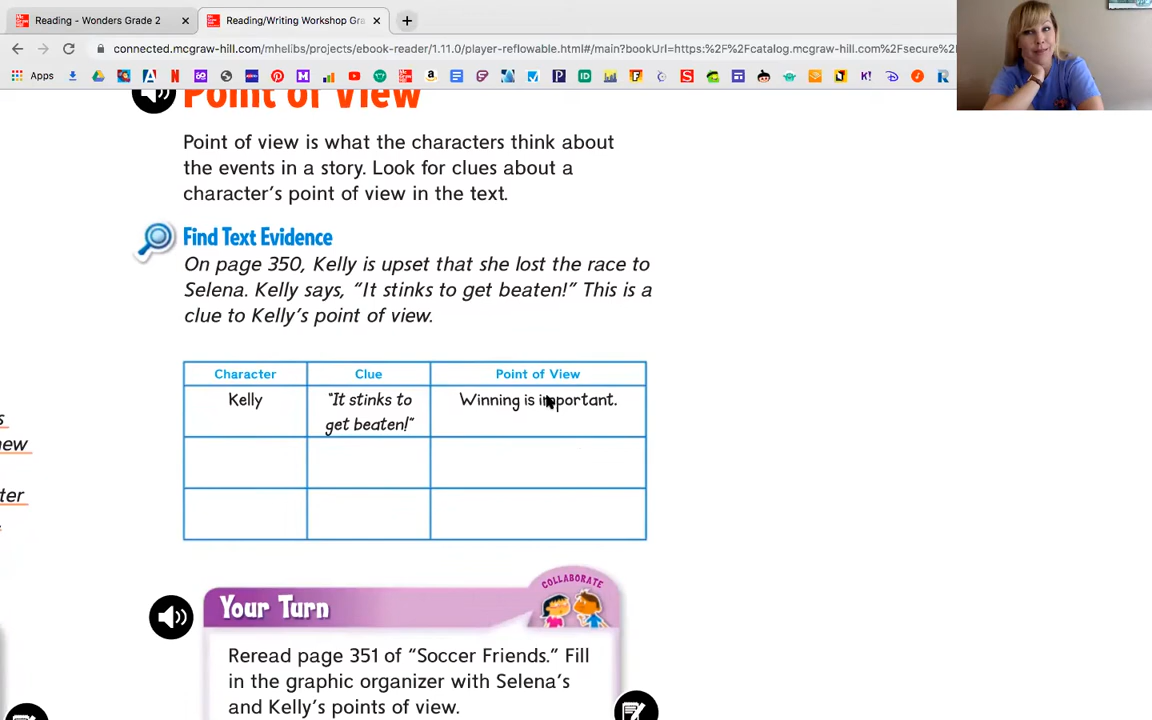 Reading - Wonders Grade 2
Reading/Writing Workshop Gra
connected.mcgraw-hill.com/mhelibs/projects/ebook-reader/1.11.0/player-reflowable.html#/main?bookUrl=https:%2F%2Fcatalog.mcgraw-hill.com%2Fsecure%2F
Apps
Point of View
Point of view is what the characters think about
the events in a story. Look for clues about a
character's point of view in the text.
Find Text Evidence
On page 350, Kelly is upset that she lost the race to
Selena. Kelly says, "It stinks to get beaten!" This is a
clue to Kelly's point of view.
Character Clue Point of View
Kelly "It stinks to Winning is important.
get beaten!"
s
new
ter
COLLABORATE
Your Turn
Reread page 351 of "Soccer Friends." Fill
in the graphic organizer with Selena's
and Kelly's points of view.